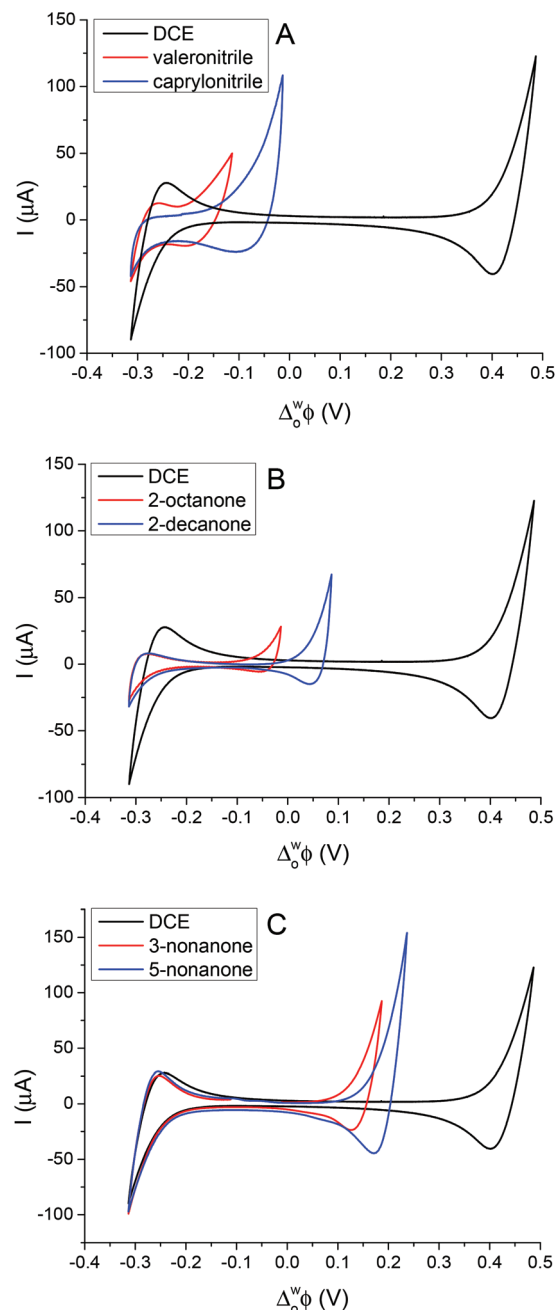 A
DCE
valeronitrile
caprylonitrile
150
100
50
0
-50
-100
I (μA)
-0.4 -0.3 -0.2 -0.1 0.0 0.1 0.2 0.3 0.4 0.5
Δowϕ (V)
B
DCE
2-octanone
2-decanone
150
100
50
0
-50
-100
I (μA)
-0.4 -0.3 -0.2 -0.1 0.0 0.1 0.2 0.3 0.4 0.5
Δowϕ (V)
C
DCE
3-nonanone
5-nonanone
150
100
50
0
-50
-100
I (μA)
-0.4 -0.3 -0.2 -0.1 0.0 0.1 0.2 0.3 0.4 0.5
Δowϕ (V)